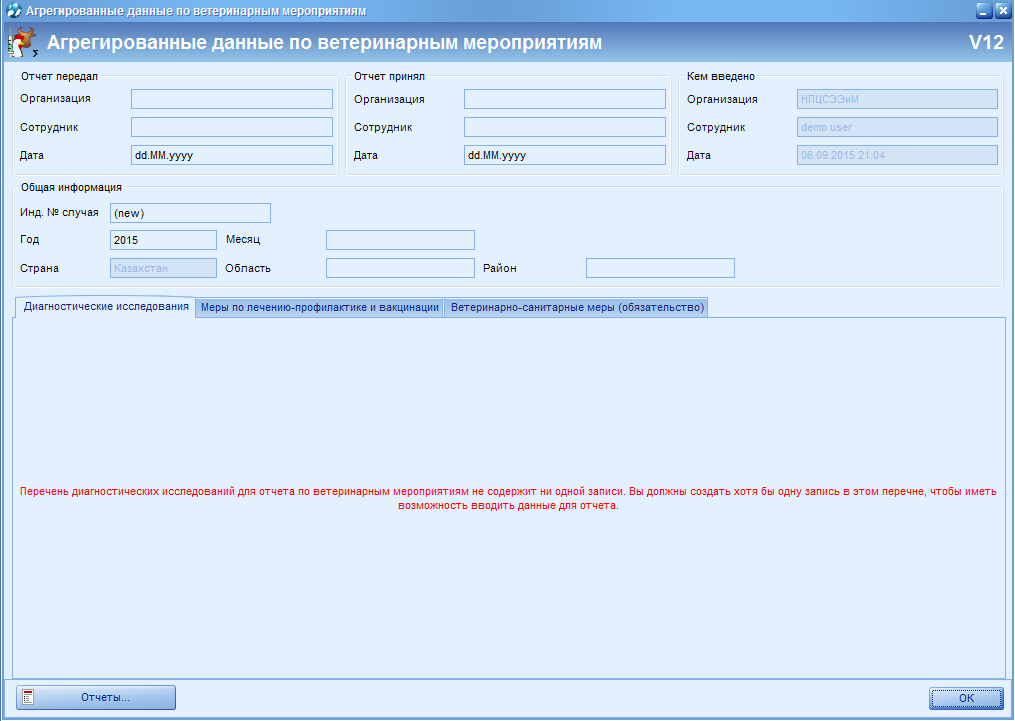 Агрегированные данные по ветеринарным мероприятиям
Агрегированные данные по ветеринарным мероприятиям V12
Отчет передал Отчет принял Кем введено
Организация Организация Организация НПЦСЭЭиМ
Сотрудник Сотрудник Сотрудник demo user
Дата dd.MM.yyyy Дата dd.MM.yyyy Дата 06.09.2015 21:04
Общая информация
Инд. № случая (new)
Год 2015 Месяц
Страна Казахстан Область Район
Диагностические исследования Меры по лечению-профилактике и вакцинации Ветеринарно-санитарные меры (обязательство)
Перечень диагностических исследований для отчета по ветеринарным мероприятиям не содержит ни одной записи. Вы должны создать хотя бы одну запись в этом перечне, чтобы иметь
возможность вводить данные для отчета.
Отчеты... ОК